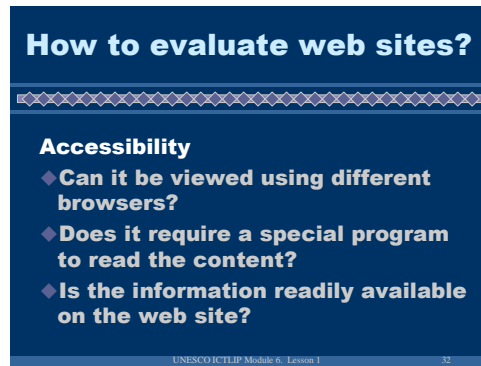 How to evaluate web sites?
Accessibility
Can it be viewed using different
browsers?
Does it require a special program
to read the content?
Is the information readily available
on the web site?
UNESCO ICTLIP Module 6. Lesson 1 32